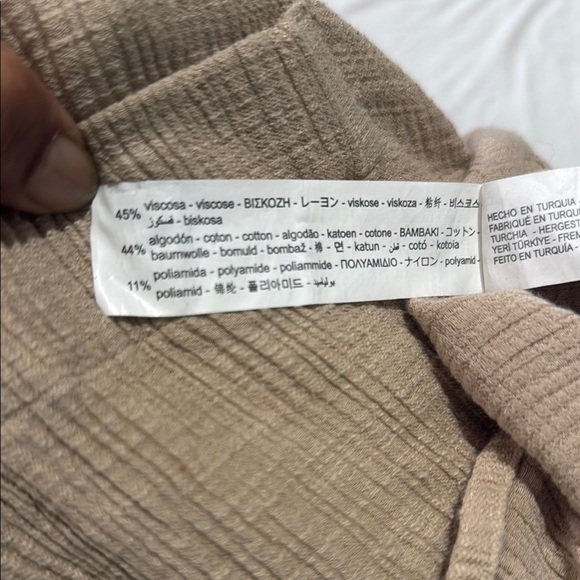 45% viscosa - viscose - ΒΙΣΚΟΖΗ - レーヨン - viskose - viskoza - 粘纤 - 비스코스
فسكوز - biskosa
44% algodón - coton - cotton - algodão - katoen - cotone - BAMBAKI - コットン -
baumwolle - bomuld - bombaž - 棉 - 면 - katun - قطن - cotó - kotoia
11% poliamida - polyamide - poliammide - ΠΟΛΥΑΜΙΔΙΟ - ナイロン - polyamid -
poliamid - 锦纶 - 폴리아미드 -
HECHO EN TURQUIA
FABRIQUÉ EN TURQU
TURCHIA - HERGEST
YERİ TÜRKİYE - FREM
FEITO EN TURQUÍA